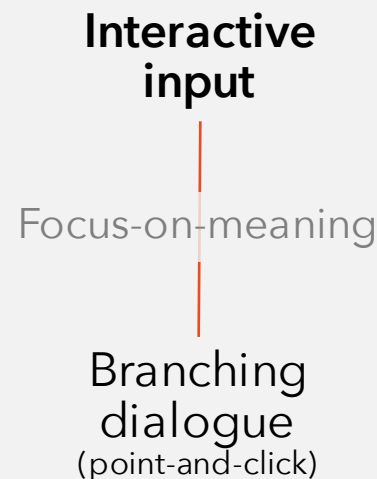 Interactive
input
Focus-on-meaning
Branching
dialogue
(point-and-click)